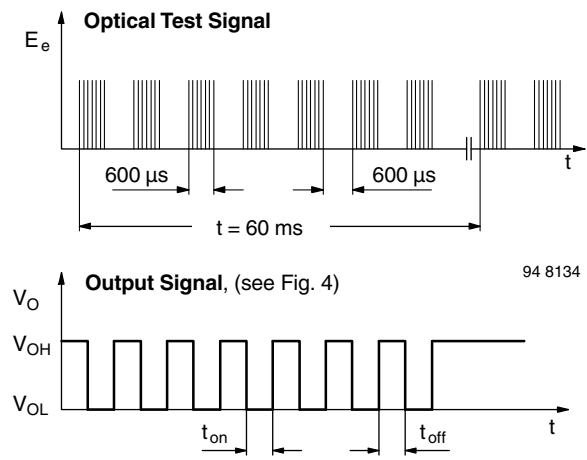 Optical Test Signal
E e
t
600 µs
600 µs
t = 60 ms
94 8134
Output Signal, (see Fig. 4)
V O
V OH
V OL
t
t on
t off